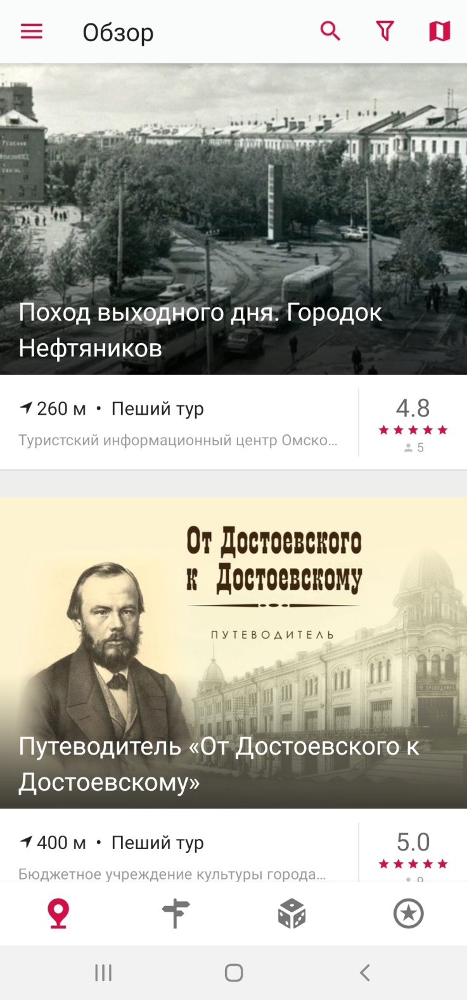 Обзор
Поход выходного дня. Городок
Нефтяников
260 м • Пеший тур
4.8
Туристский информационный центр Омско...
5
От Достоевского
к Достоевскому
ПУТЕВОДИТЕЛЬ
Путеводитель «От Достоевского к
Достоевскому»
400 м • Пеший тур
5.0
Бюджетное учреждение культуры города...
9